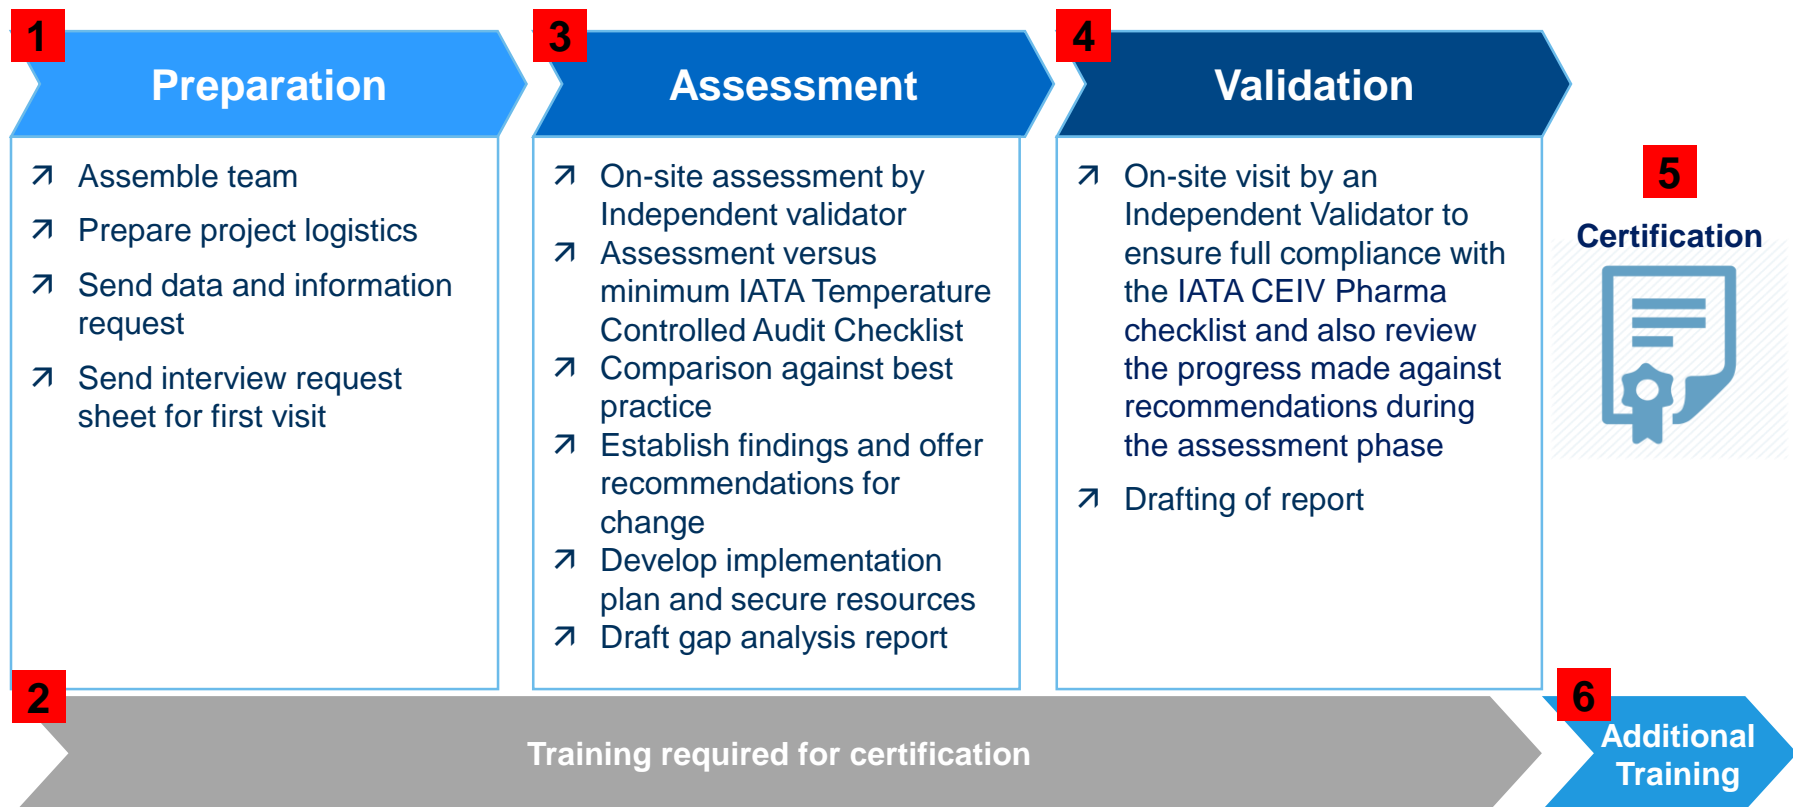 1
Preparation
Assemble team
Prepare project logistics
Send data and information
request
Send interview request
sheet for first visit
3
Assessment
On-site assessment by
Independent validator
Assessment versus
minimum IATA Temperature
Controlled Audit Checklist
Comparison against best
practice
Establish findings and offer
recommendations for
change
Develop implementation
plan and secure resources
Draft gap analysis report
4
Validation
On-site visit by an
Independent Validator to
ensure full compliance with
the IATA CEIV Pharma
checklist and also review
the progress made against
recommendations during
the assessment phase
Drafting of report
5
Certification
2
Training required for certification
6
Additional
Training